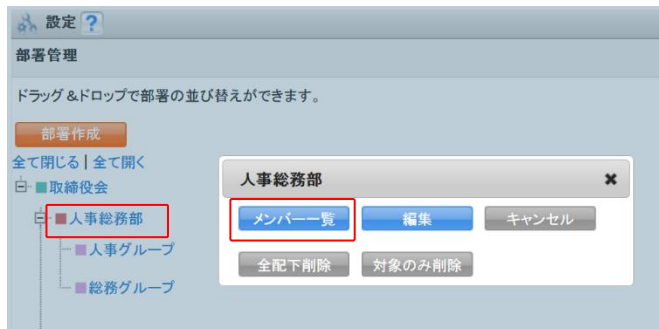 設定 ?
部署管理
ドラッグ&ドロップで部署の並び替えができます。
部署作成
全て閉じる | 全て開く
取締役会
人事総務部
人事グループ
総務グループ
人事総務部
メンバー一覧 編集 キャンセル
全配下削除 対象のみ削除